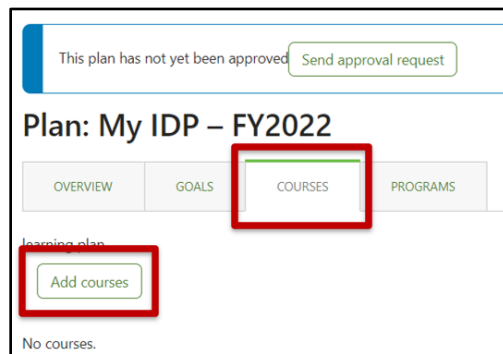 This plan has not yet been approved Send approval request
Plan: My IDP – FY2022
OVERVIEW GOALS COURSES PROGRAMS
learning plan
Add courses
No courses.